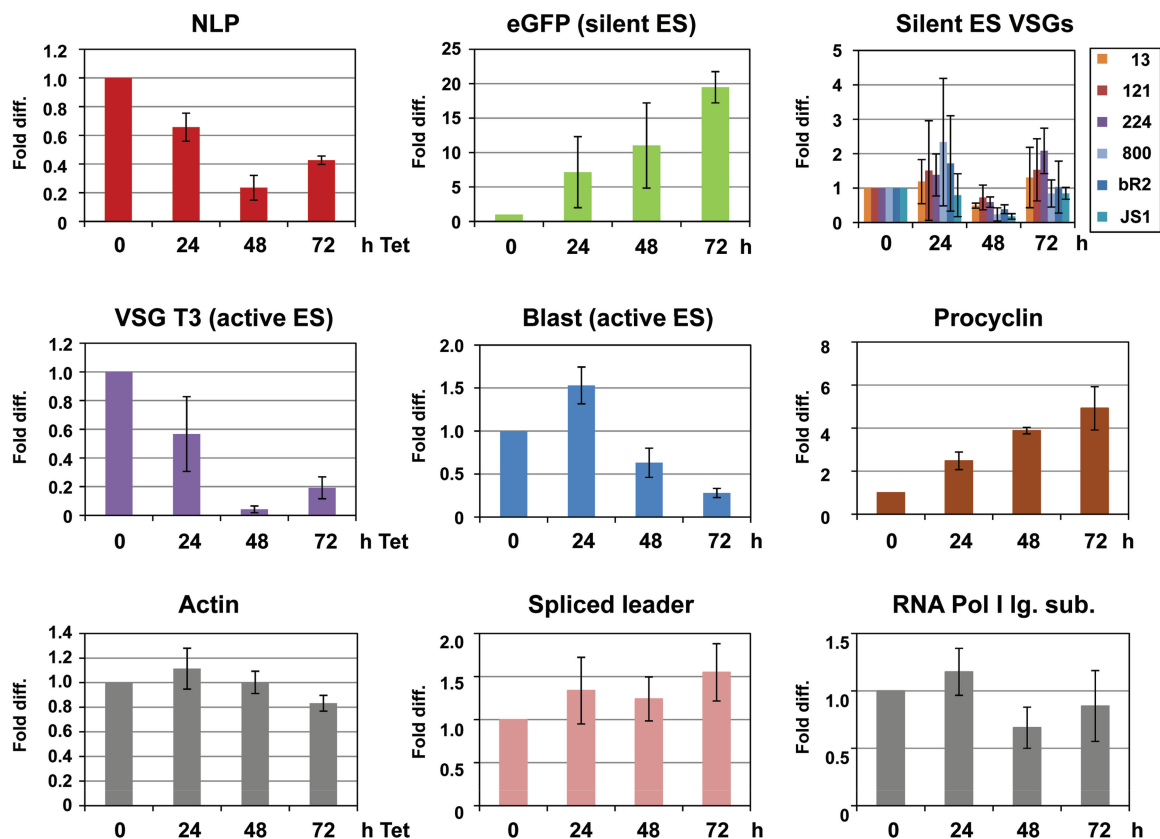 NLP
Fold diff.
1.2
1.0
0.8
0.6
0.4
0.2
0
0 24 48 72 h Tet
eGFP (silent ES)
Fold diff.
25
20
15
10
5
0
0 24 48 72 h
Silent ES VSGs
Fold diff.
5
4
3
2
1
0
0 24 48 72 h
13
121
224
800
bR2
JS1
VSG T3 (active ES)
Fold diff.
1.2
1.0
0.8
0.6
0.4
0.2
0
0 24 48 72 h Tet
Blast (active ES)
Fold diff.
2.0
1.5
1.0
0.5
0
0 24 48 72 h
Procyclin
Fold diff.
8
6
4
2
0
0 24 48 72 h
Actin
Fold diff.
1.4
1.2
1.0
0.8
0.6
0.4
0.2
0
0 24 48 72 h Tet
Spliced leader
Fold diff.
2.0
1.5
1.0
0.5
0
0 24 48 72 h
RNA Pol I lg. sub.
Fold diff.
1.5
1.0
0.5
0
0 24 48 72 h